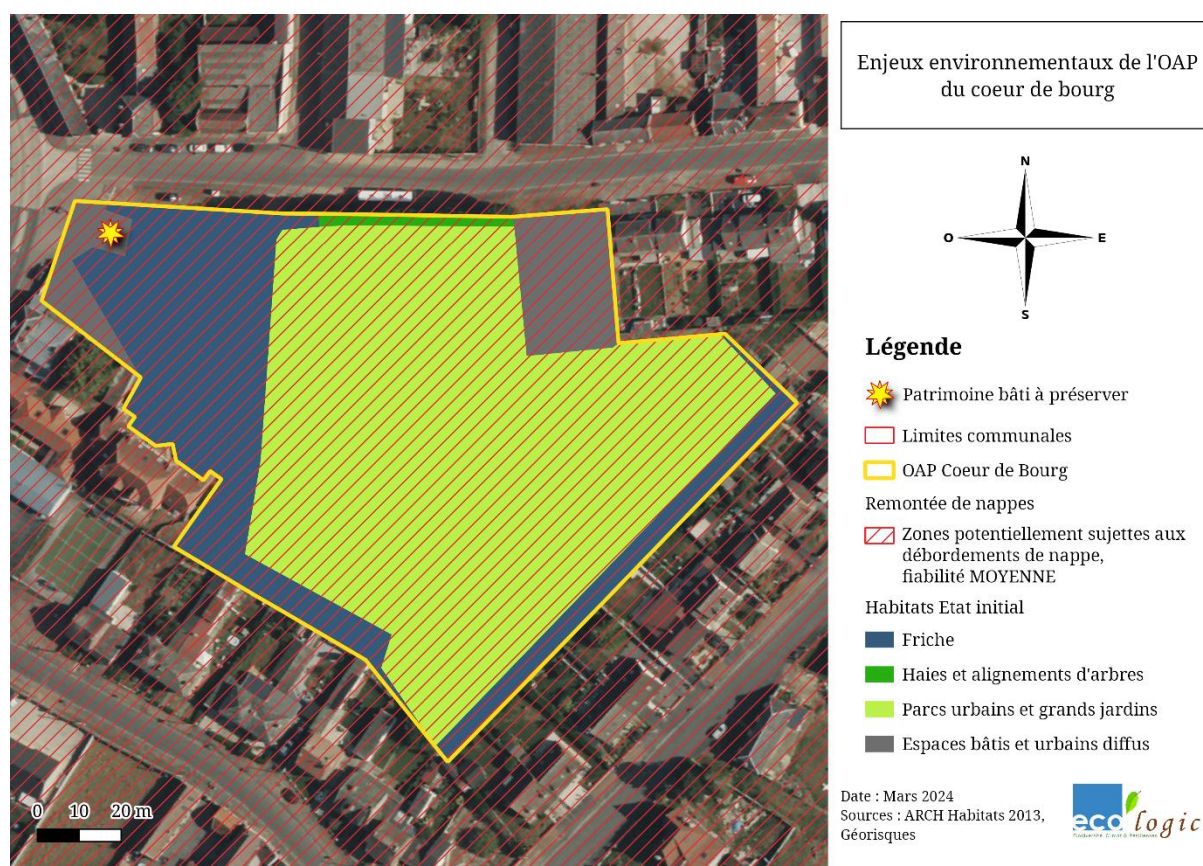 Enjeux environnementaux de l'OAP
du coeur de bourg
N
O
E
S
Légende
Patrimoine bâti à préserver
Limites communales
OAP Coeur de Bourg
Remontée de nappes
Zones potentiellement sujettes aux
débordements de nappe,
fiabilité MOYENNE
Habitats Etat initial
Friche
Haies et alignements d'arbres
Parcs urbains et grands jardins
Espaces bâtis et urbains diffus
0 10 20 m
Date : Mars 2024
Sources : ARCH Habitats 2013,
Géorisques
eco logic